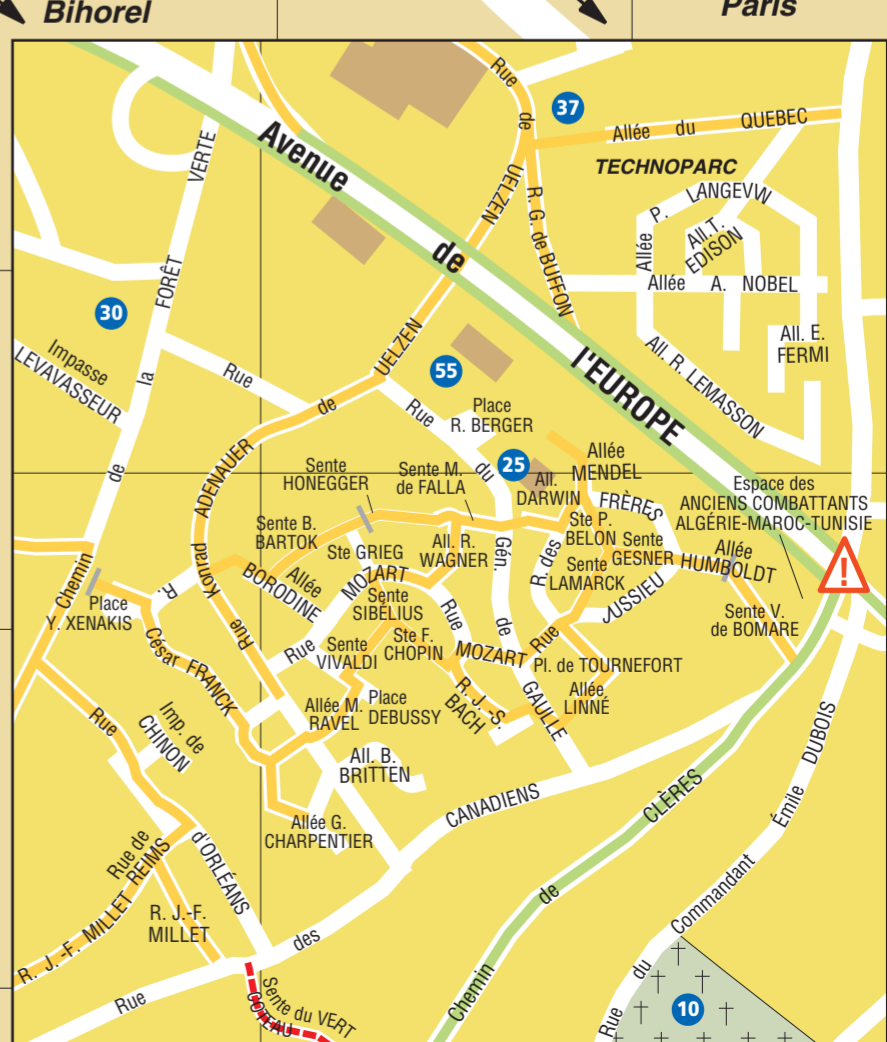 Bihorel
Paris
Rue de UELZEN
37
Allée du QUEBEC
TECHNOPARC
Avenue de l'EUROPE
VERTE
FORÊT
la
de
Chemin
R. G. de BUFFON
Allée P. LANGEVIN
All. T.
EDISON
Allée A. NOBEL
All. E.
FERMI
All. R. LEMASSON
30
Impasse
LEVAVASSEUR
Rue de UELZEN
55
Rue du Gén. de GAULLE
Place
R. BERGER
25
Allée
MENDEL
All.
DARWIN
FRÈRES
Espace des
ANCIENS COMBATTANTS
ALGÉRIE-MAROC-TUNISIE
!
Sente
HONEGGER
Sente M.
de FALLA
ADENAUER
Konrad
Rue
Sente B.
BARTOK
Ste GRIEG
All. R.
WAGNER
Ste P.
BELON
Sente
GESNER
Allée
HUMBOLDT
R. des
Sente
LAMARCK
JUSSIEU
Rue
Allée
BORODINE
MOZART
Rue
Sente
SIBÉLIUS
Rue
MOZART
Ste F.
CHOPIN
Sente
VIVALDI
Sente V.
de BOMARE
Place
Y. XENAKIS
R.
César FRANCK
Pl. de TOURNEFORT
Allée
LINNÉ
R. J.-S.
BACH
Allée M.
RAVEL
Place
DEBUSSY
Rue d'ORLÉANS
Imp. de
CHINON
All. B.
BRITTEN
Allée G.
CHARPENTIER
Rue des CANADIENS
Chemin de CLÈRES
Rue du Commandant Émile DUBOIS
Rue de
REIMS
R. J.-F. MILLET
R. J.-F.
MILLET
Sente du VERT
COTEAU
10